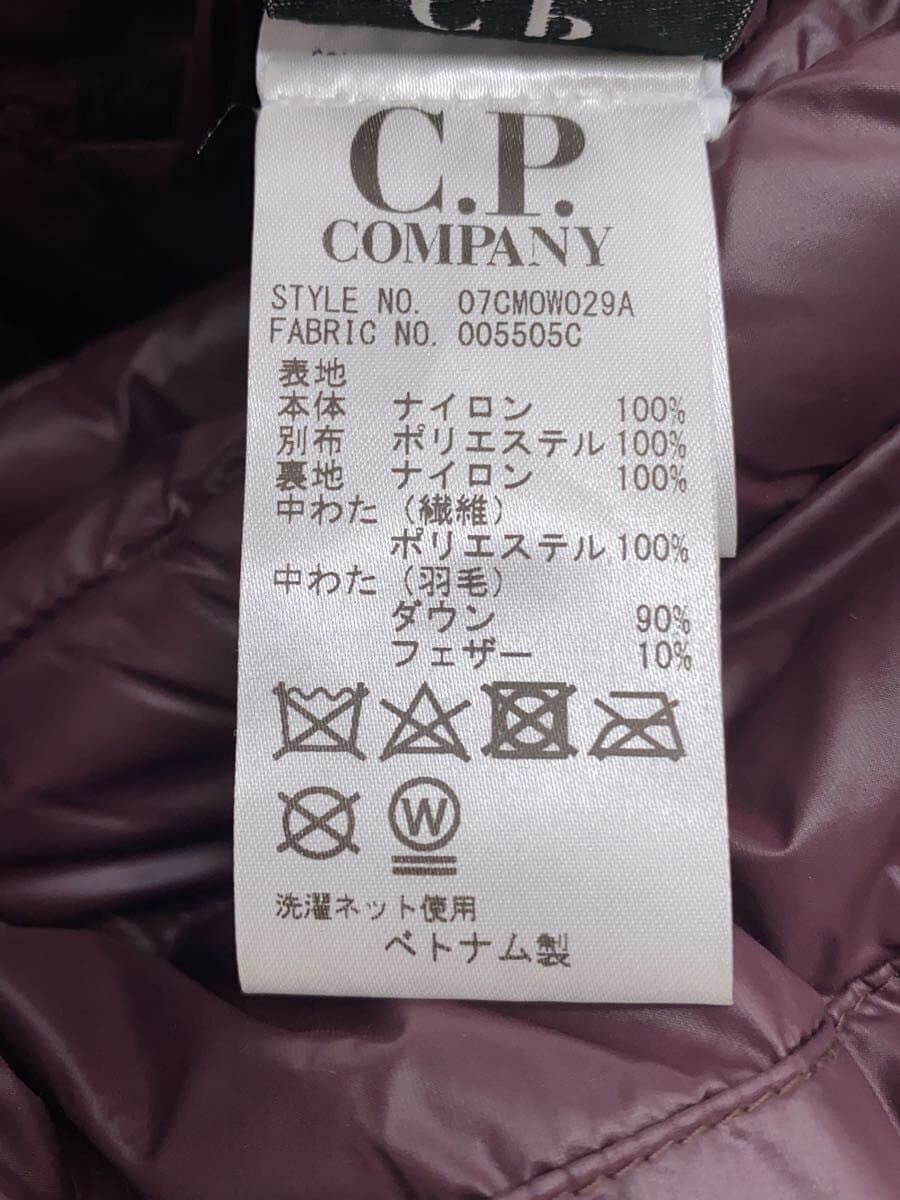 C.P.
COMPANY
STYLE NO. 07CMOW029A
FABRIC NO. 005505C
表地
本体 ナイロン 100%
別布 ポリエステル 100%
裏地 ナイロン 100%
中わた (繊維)
ポリエステル 100%
中わた (羽毛)
ダウン 90%
フェザー 10%
W
洗濯ネット使用
ベトナム製